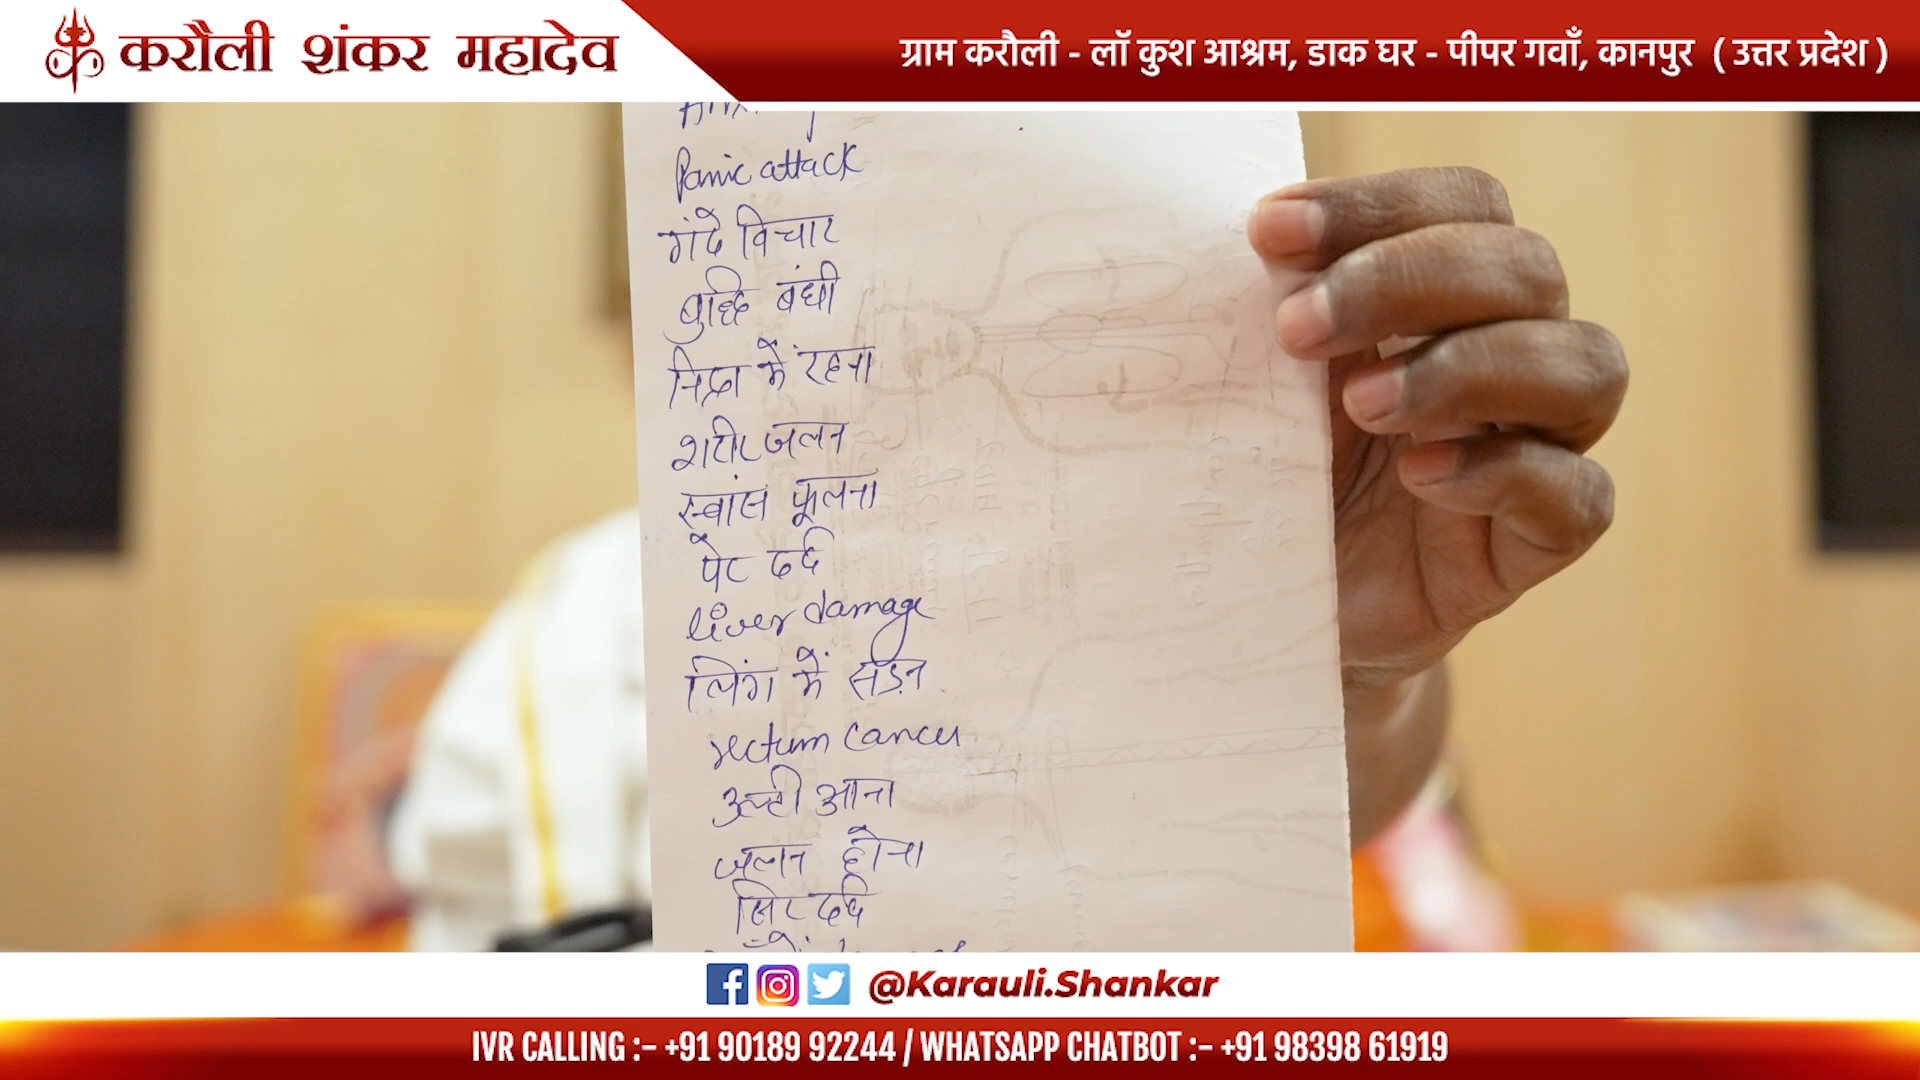 करौली शंकर महादेव
ग्राम करौली - लॉ कुश आश्रम, डाक घर - पीपर गवाँ, कानपुर ( उत्तर प्रदेश )
Panic attack
गंदे विचार
बुद्धि बंधी
निद्रा में रहना
शरीर जलन
स्वांस फूलना
पेट दर्द
liver damage
लिंग में सड़न
rectum cancer
उल्टी आना
जलन होना
सिर दर्द
@Karauli.Shankar
IVR CALLING :- +91 90189 92244 / WHATSAPP CHATBOT :- +91 98398 61919